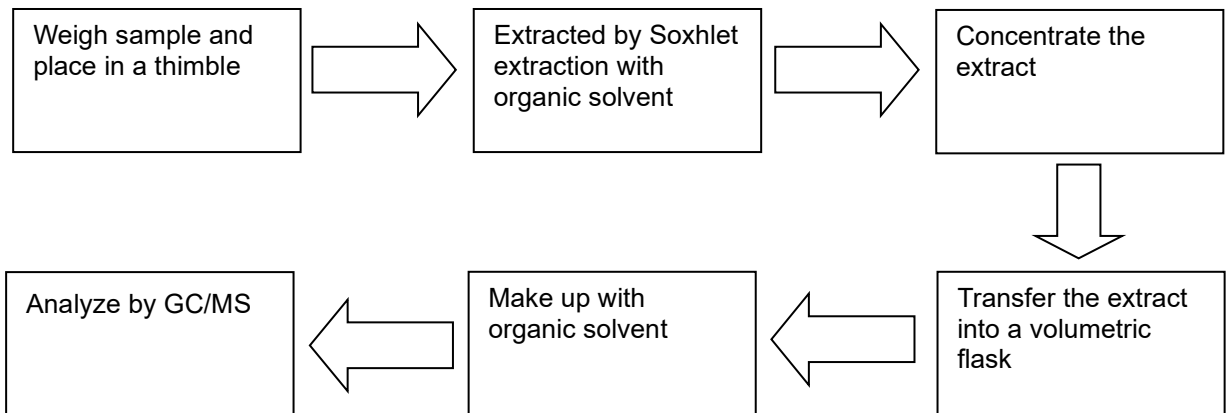 Weigh sample and
place in a thimble
Extracted by Soxhlet
extraction with
organic solvent
Concentrate the
extract
Transfer the extract
into a volumetric
flask
Make up with
organic solvent
Analyze by GC/MS